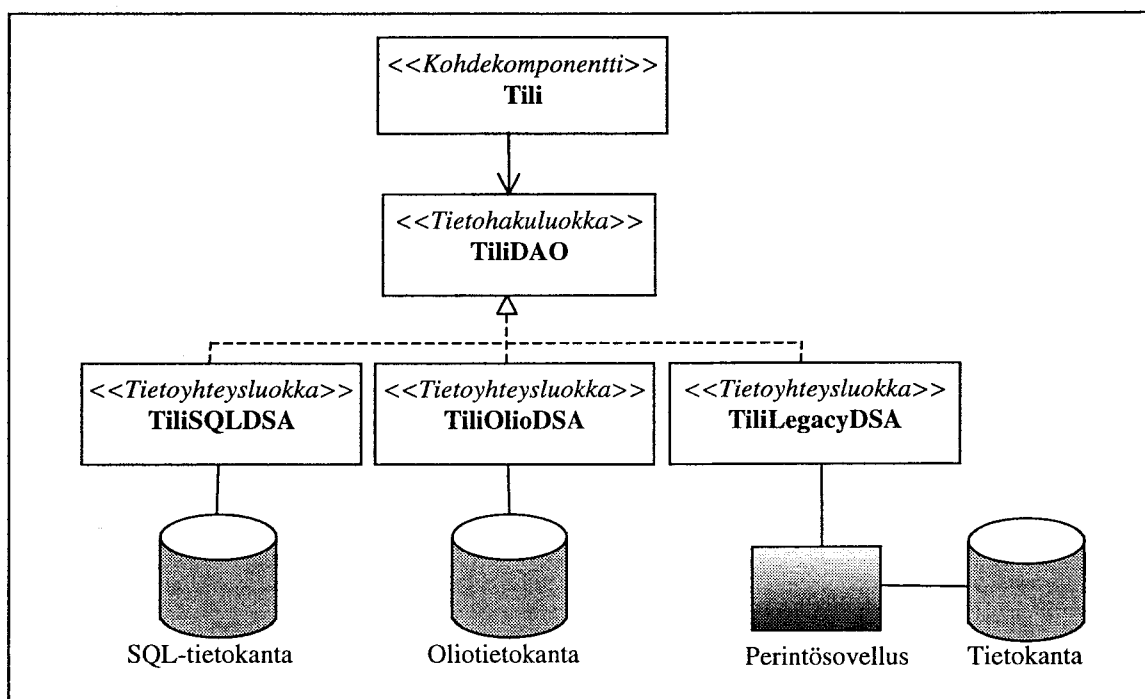 <<Kohdekomponentti>>
Tili
<<Tietohakuluokka>>
TiliDAO
<<Tietoyhteysluokka>>
TiliSQLDSA
<<Tietoyhteysluokka>>
TiliOlioDSA
<<Tietoyhteysluokka>>
TiliLegacyDSA
SQL-tietokanta
Oliotietokanta
Perintösovellus
Tietokanta